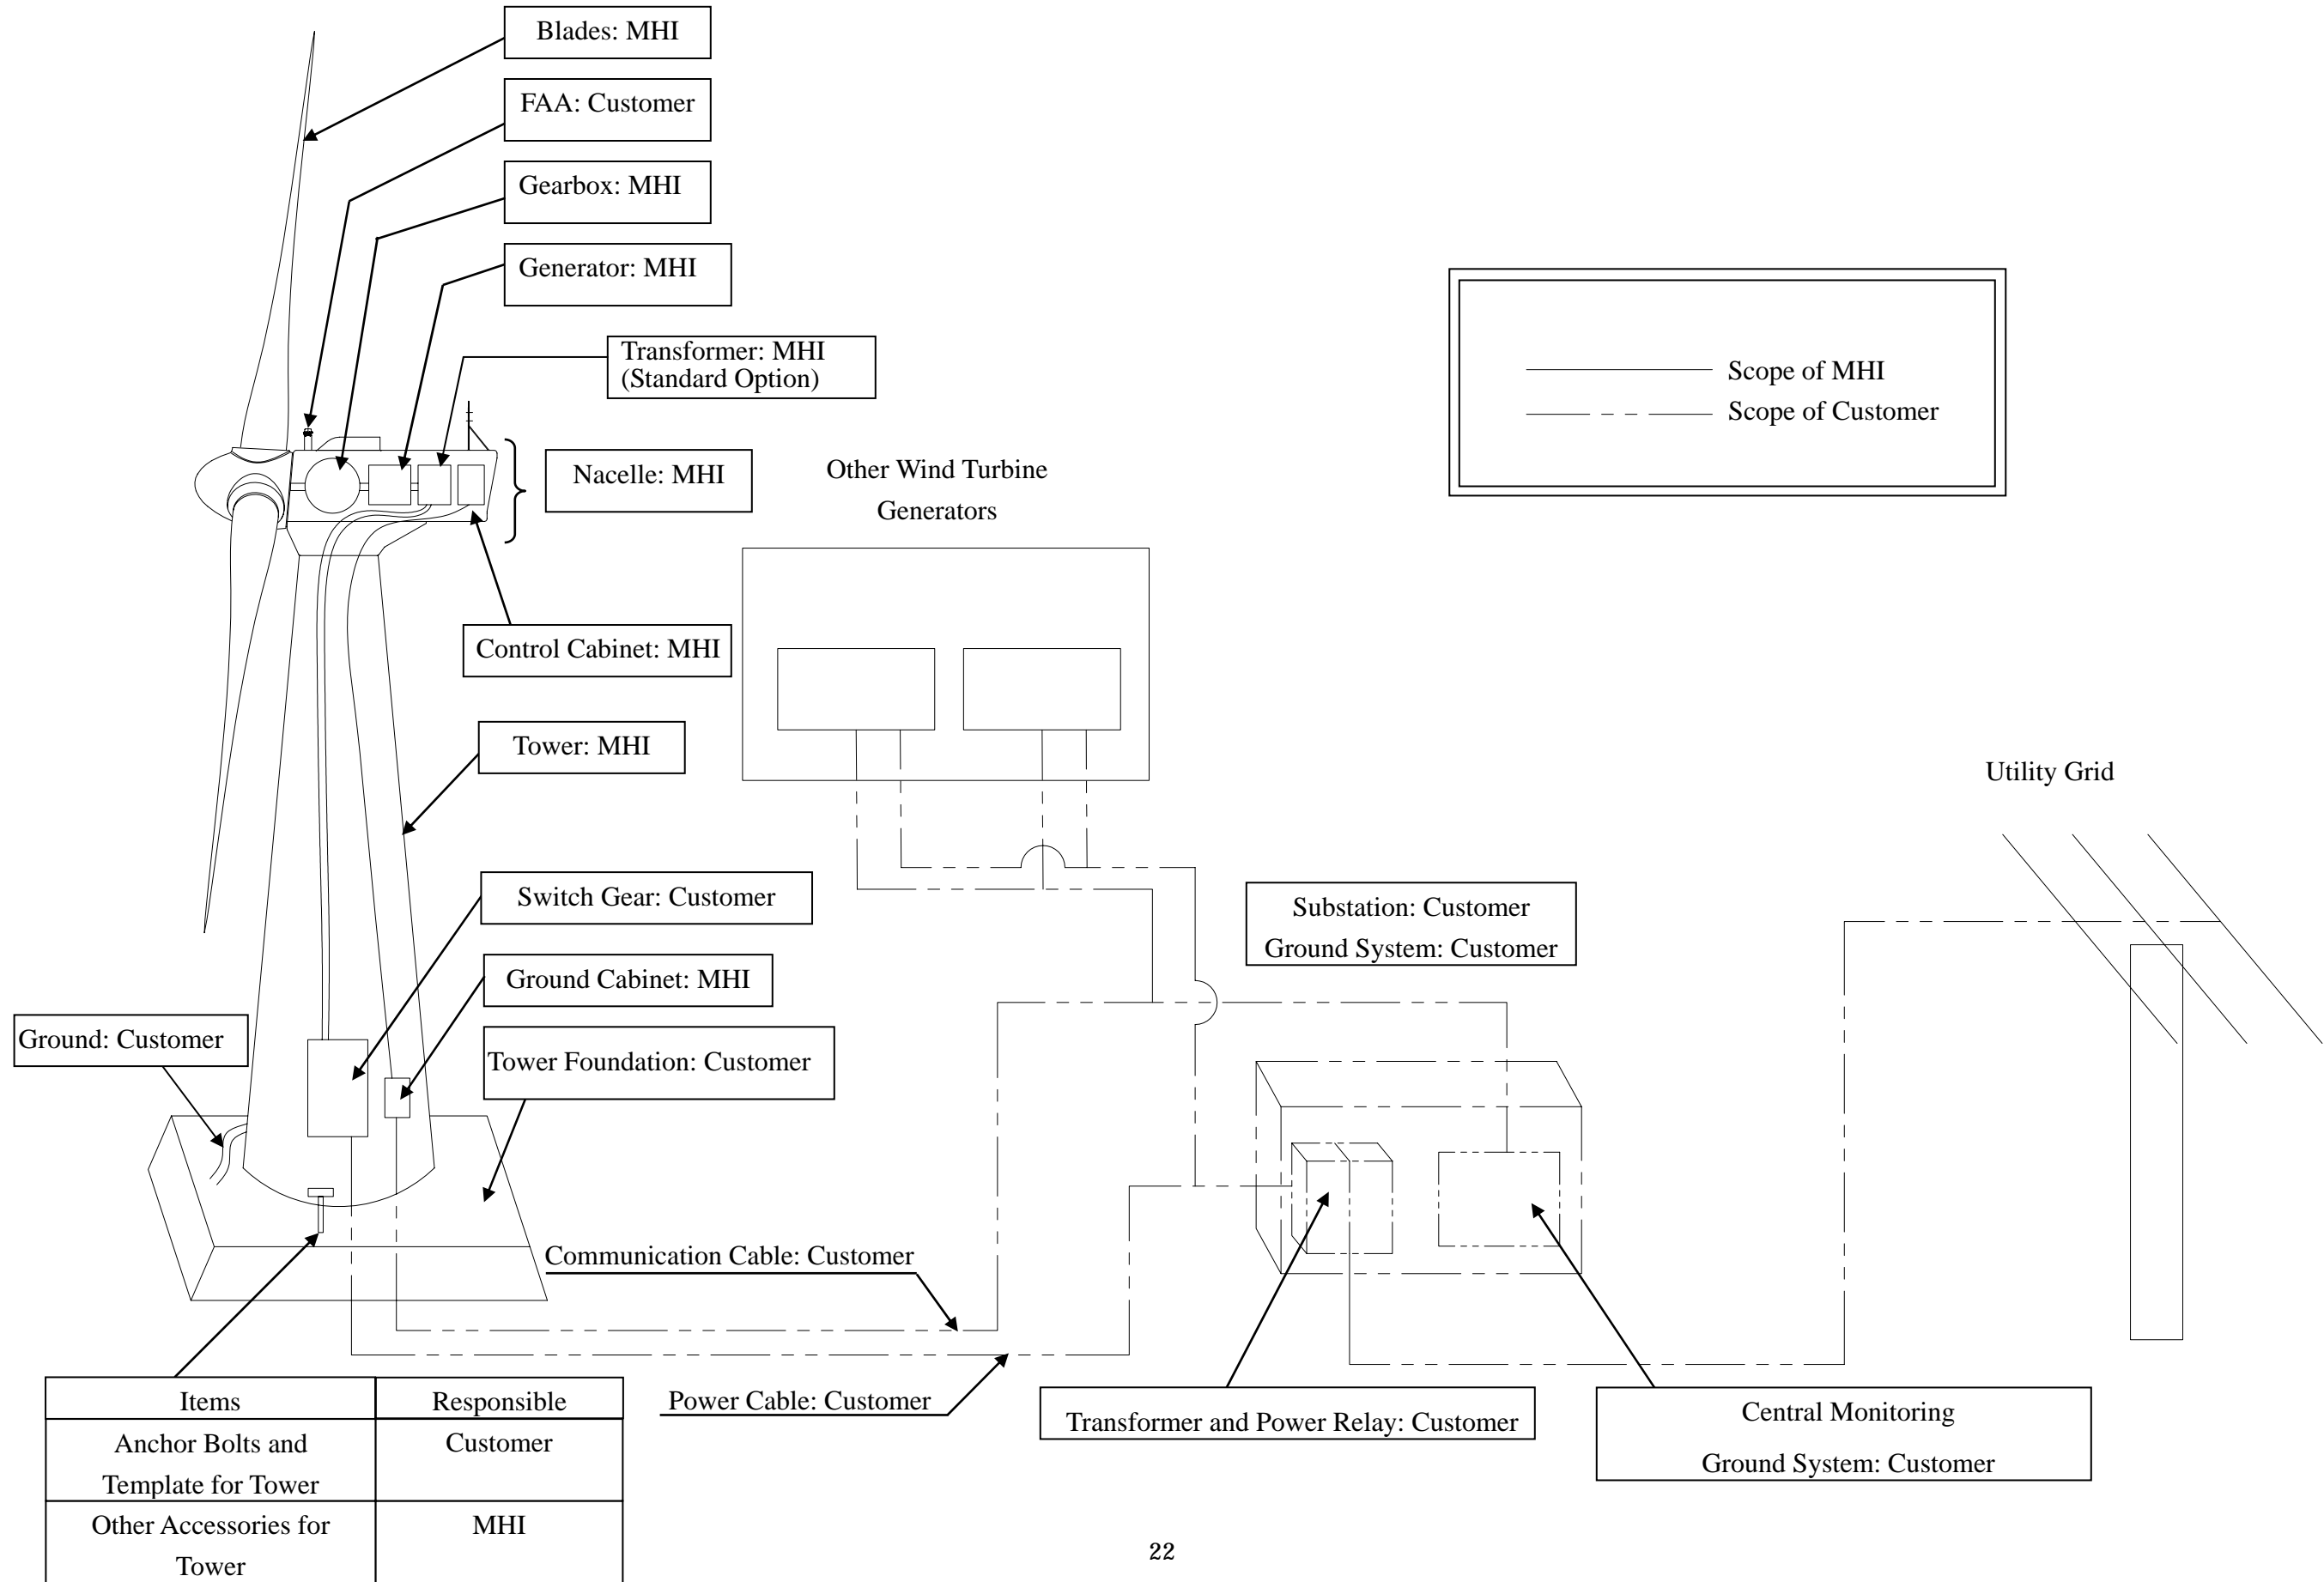 Blades: MHI
FAA: Customer
Gearbox: MHI
Generator: MHI
Transformer: MHI
(Standard Option)
Scope of MHI
Scope of Customer
Nacelle: MHI
Other Wind Turbine
Generators
Control Cabinet: MHI
Tower: MHI
Utility Grid
Switch Gear: Customer
Substation: Customer
Ground System: Customer
Ground Cabinet: MHI
Ground: Customer
Tower Foundation: Customer
Communication Cable: Customer
Power Cable: Customer
Transformer and Power Relay: Customer
Central Monitoring
Ground System: Customer
Items Responsible
Anchor Bolts and Customer
Template for Tower
Other Accessories for MHI
Tower
22